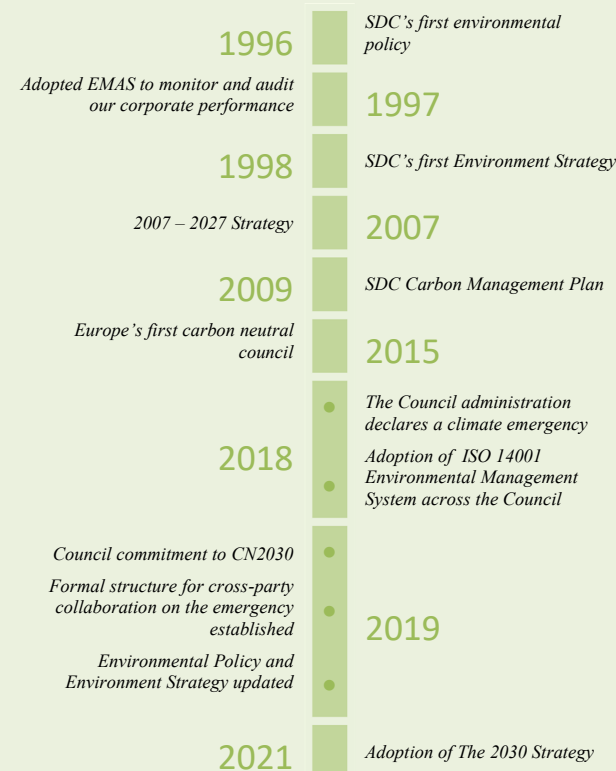 1996
SDC’s first environmental
policy
Adopted EMAS to monitor and audit
our corporate performance
1997
1998
SDC’s first Environment Strategy
2007 – 2027 Strategy
2007
2009
SDC Carbon Management Plan
Europe’s first carbon neutral
council
2015
2018
The Council administration
declares a climate emergency
Adoption of ISO 14001
Environmental Management
System across the Council
Council commitment to CN2030
Formal structure for cross-party
collaboration on the emergency
established
Environmental Policy and
Environment Strategy updated
2019
2021
Adoption of The 2030 Strategy